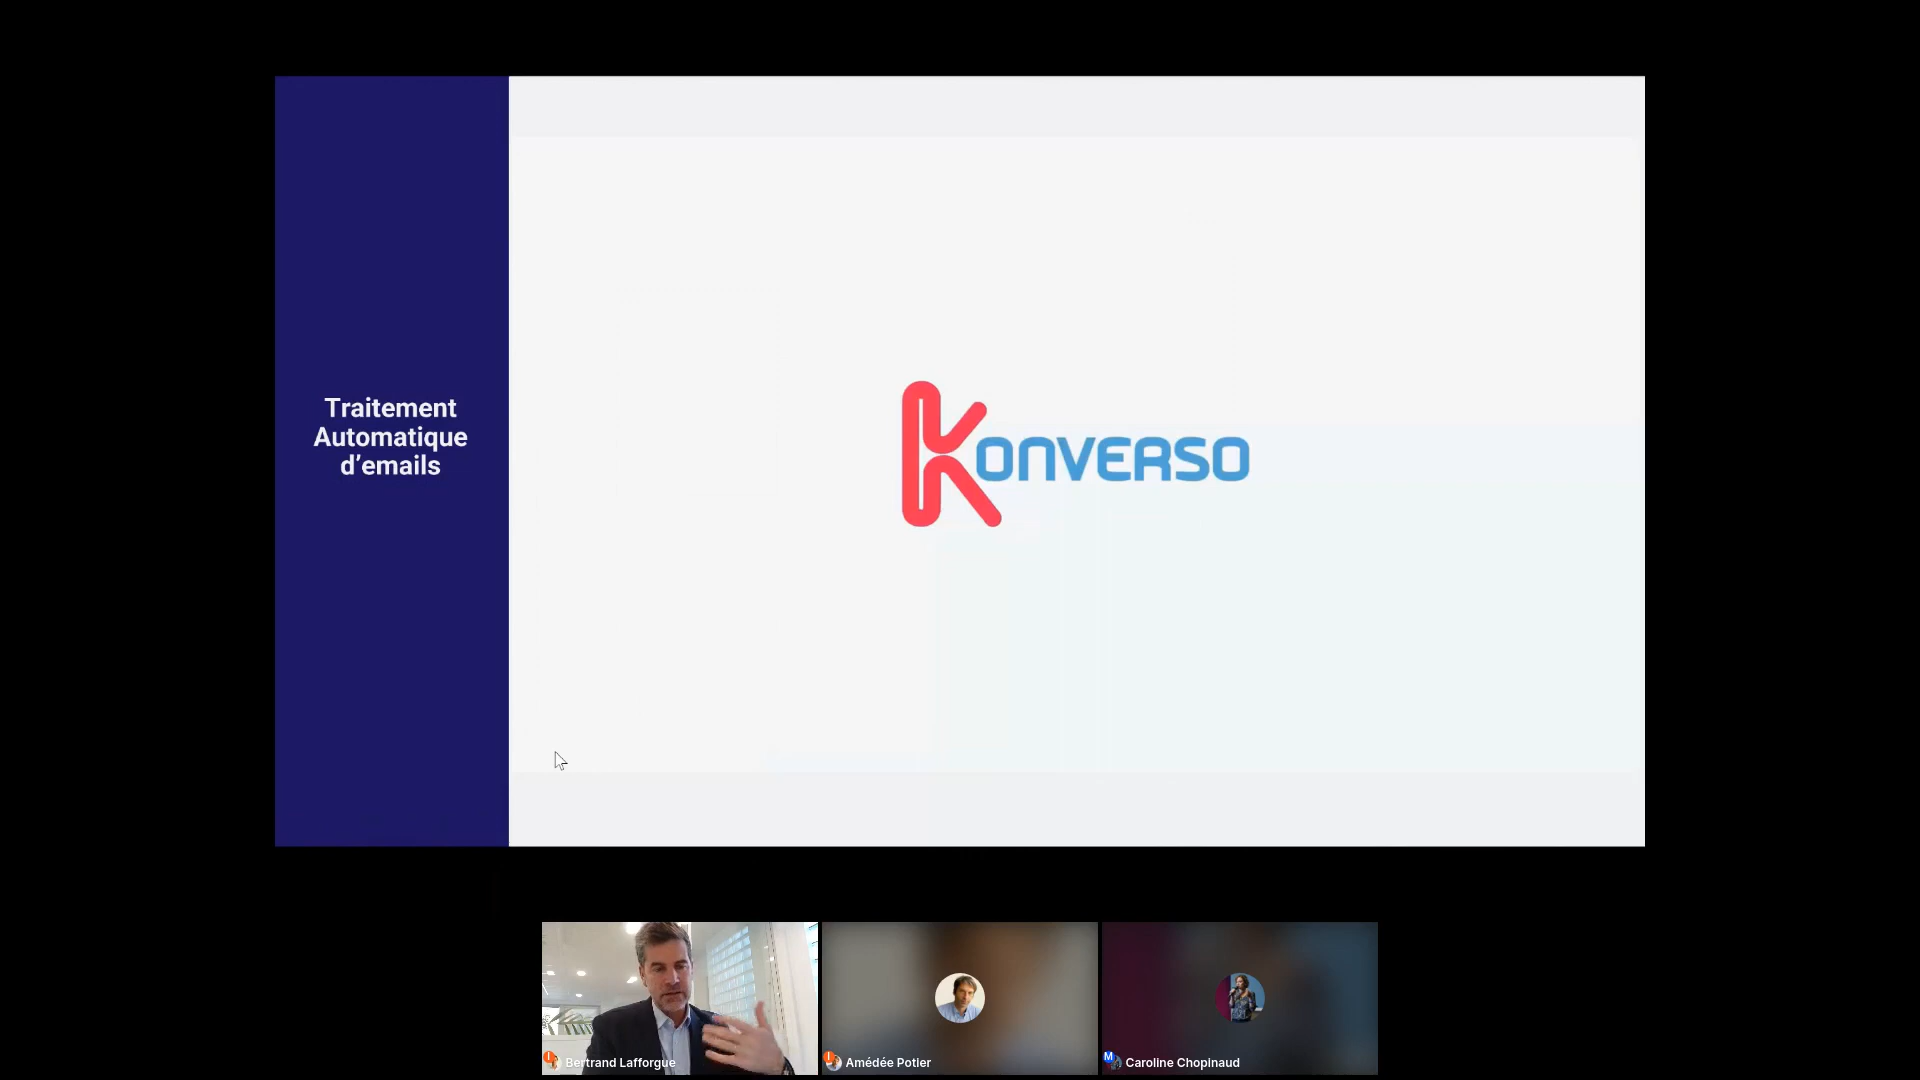 Traitement
Automatique
d’emails
KONVERSO
Bertrand Lafforgue
Amédée Potier
M
Caroline Chopinaud